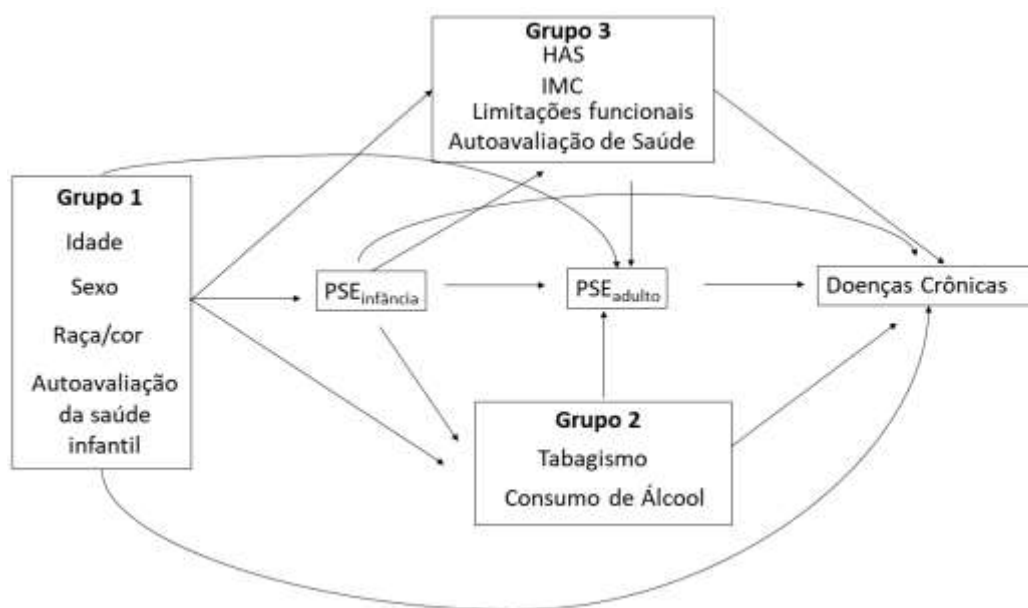 Grupo 3
HAS
IMC
Limitações funcionais
Autoavaliação de Saúde
Grupo 1
Idade
Sexo
Raça/cor
Autoavaliação
da saúde
infantil
PSEinfância
PSEadulto
Doenças Crônicas
Grupo 2
Tabagismo
Consumo de Álcool